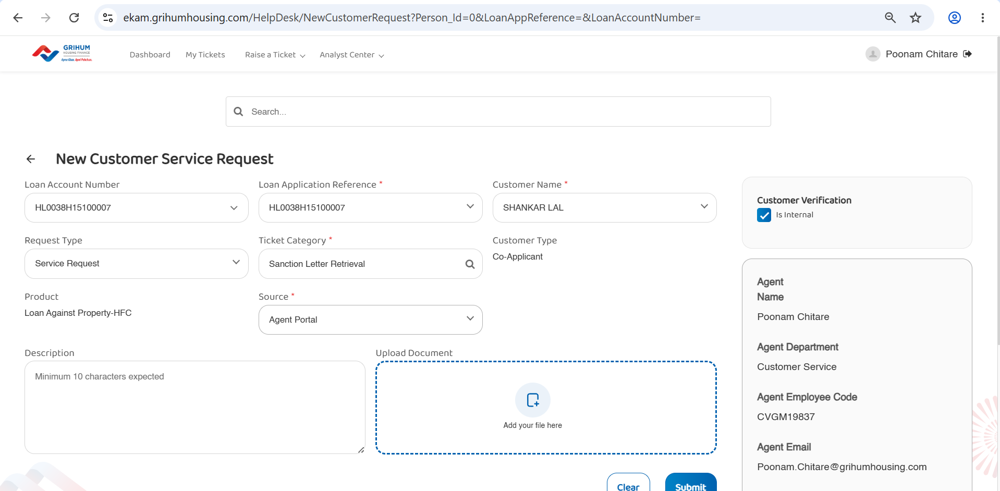 ekam.grihumhousing.com/HelpDesk/NewCustomerRequest?Person_Id=0&LoanAppReference=&LoanAccountNumber=
GRIHUM
HOUSING FINANCE
Apna Ghar. Apni Pehchan.
Dashboard
My Tickets
Raise a Ticket
Analyst Center
Poonam Chitare
Search...
New Customer Service Request
Loan Account Number
HL0038H15100007
Loan Application Reference *
HL0038H15100007
Customer Name *
SHANKAR LAL
Request Type
Service Request
Ticket Category *
Sanction Letter Retrieval
Customer Type
Co-Applicant
Product
Loan Against Property-HFC
Source *
Agent Portal
Description
Minimum 10 characters expected
Upload Document
Add your file here
Clear
Submit
Customer Verification
Is Internal
Agent
Name
Poonam Chitare
Agent Department
Customer Service
Agent Employee Code
CVGM19837
Agent Email
Poonam.Chitare@grihumhousing.com